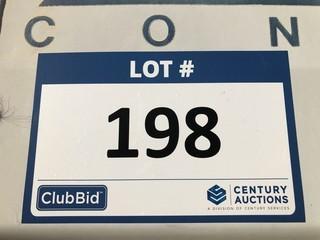 C O N
LOT #
198
ClubBid
CENTURY
AUCTIONS
A DIVISION OF CENTURY SERVICES